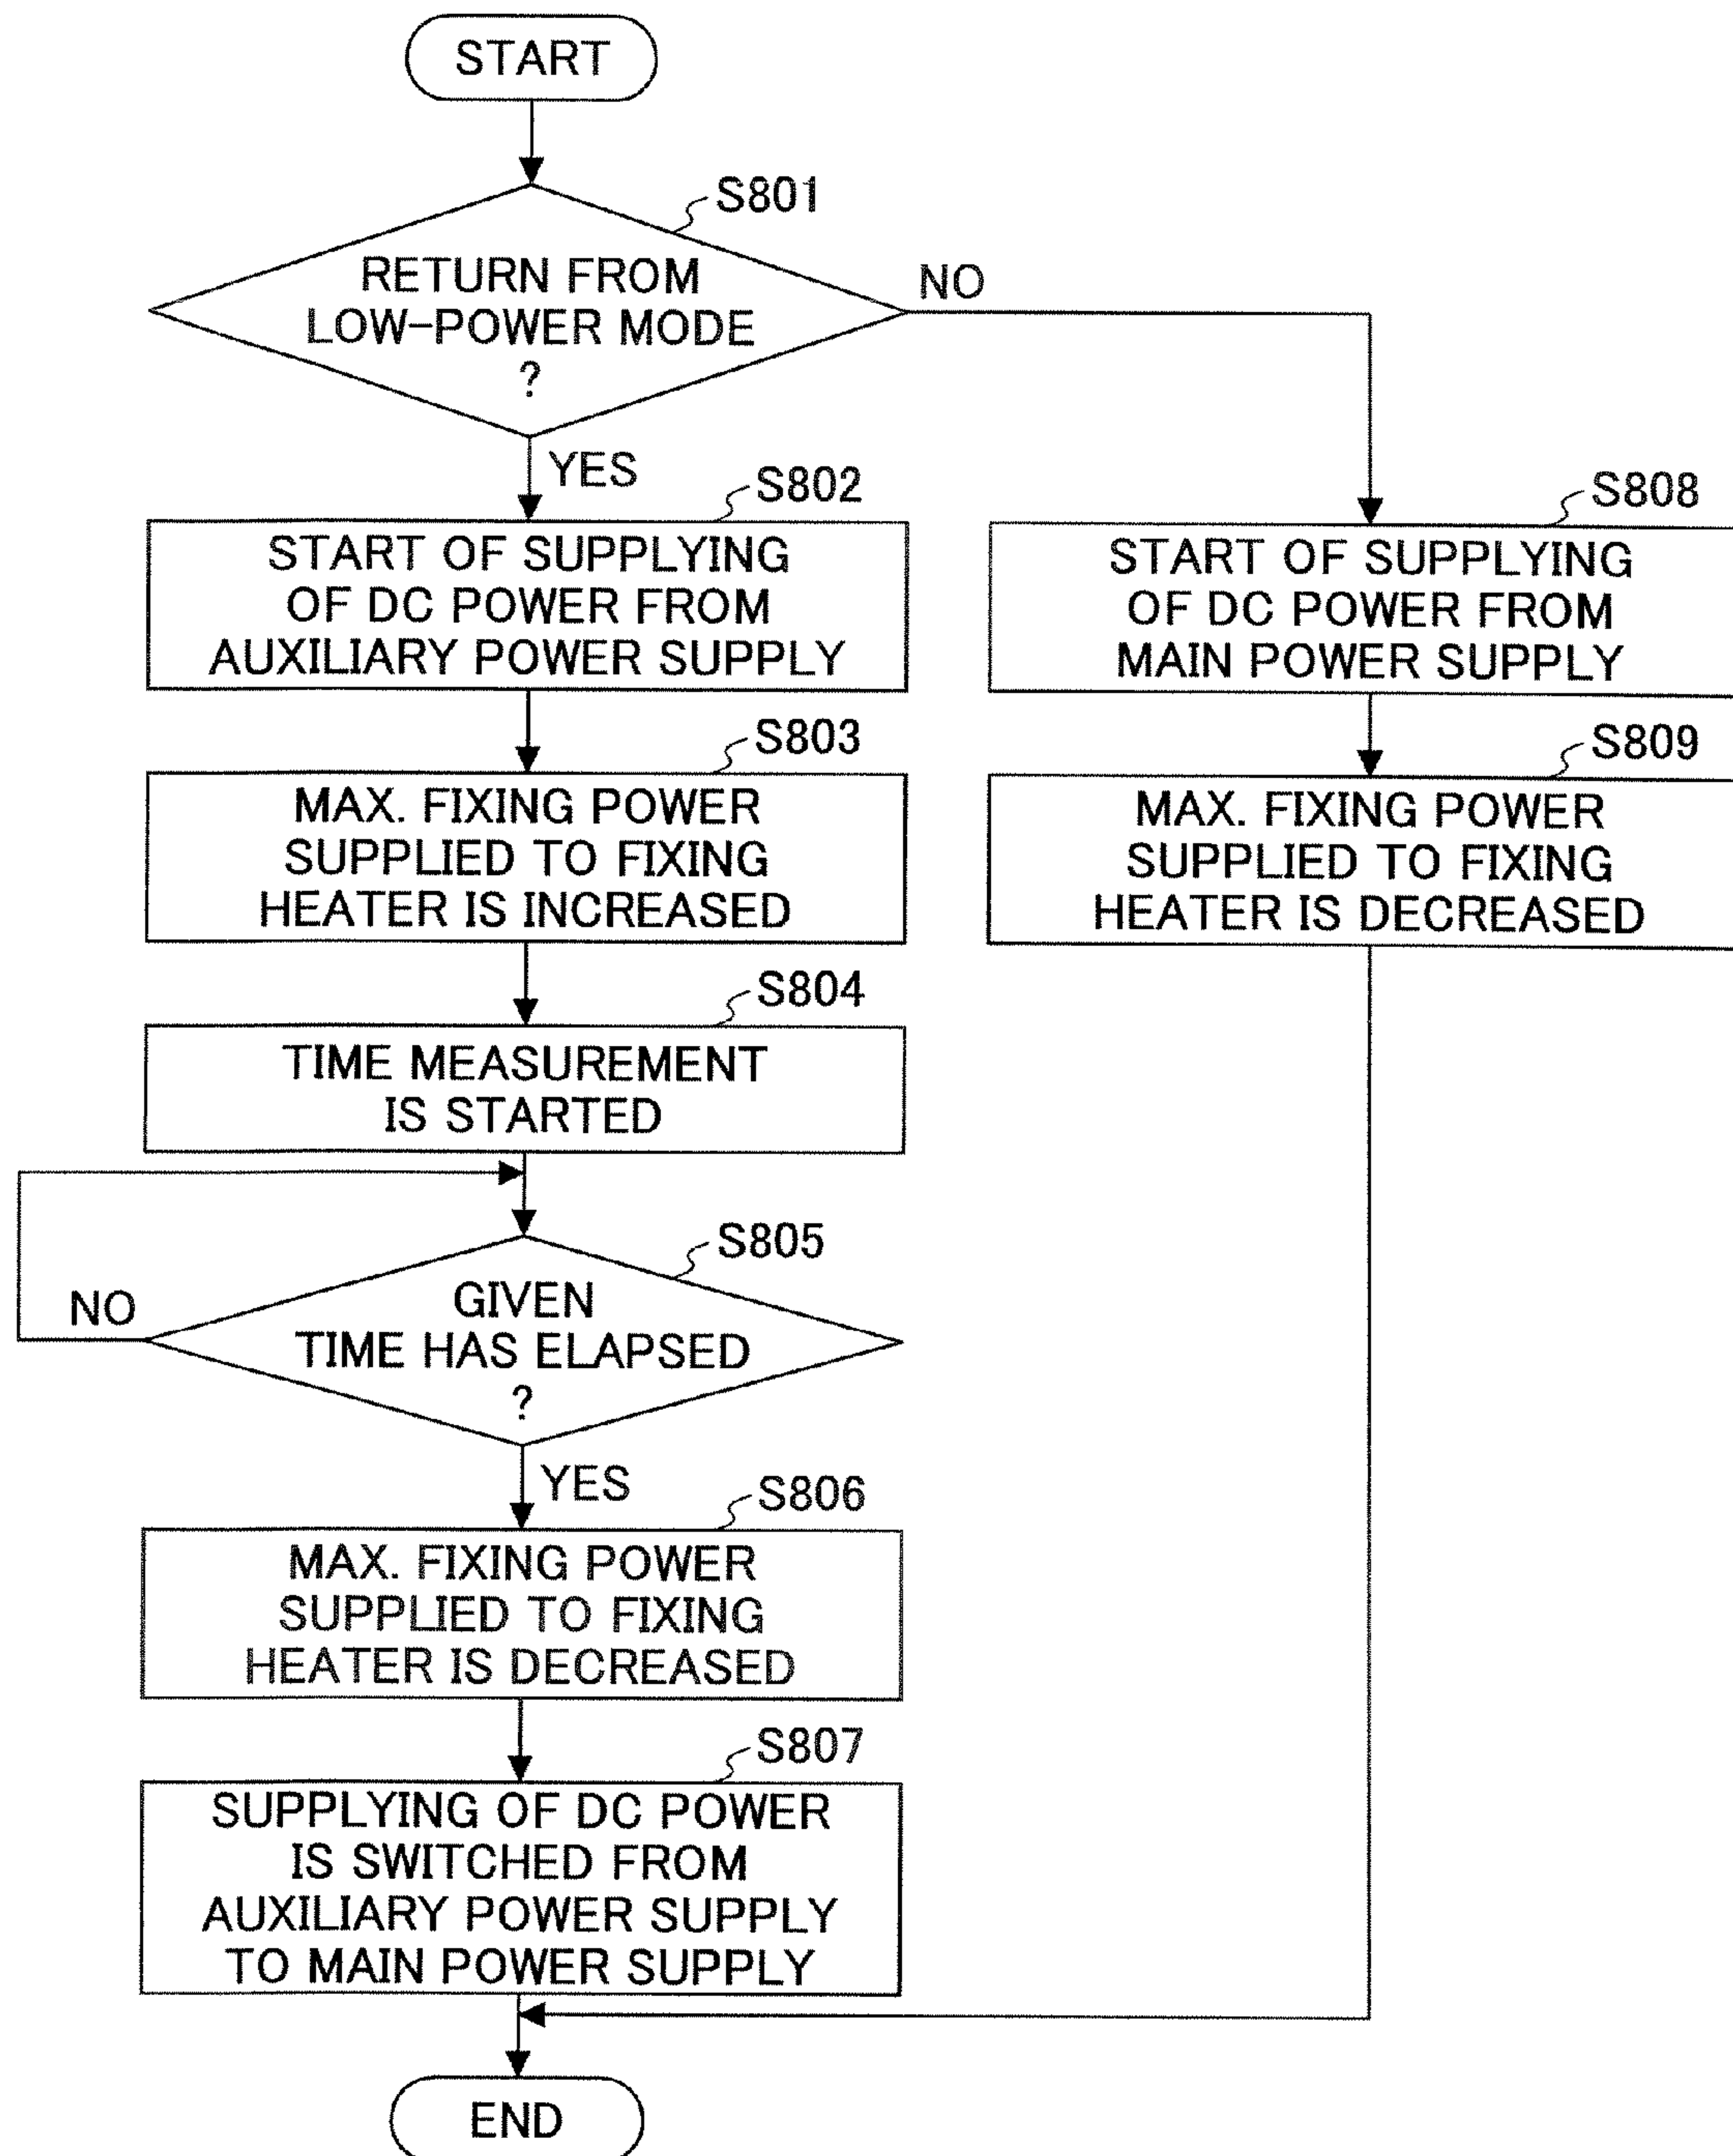 START
S801
RETURN FROM
LOW-POWER MODE
?
NO
YES
S802
START OF SUPPLYING
OF DC POWER FROM
AUXILIARY POWER SUPPLY
S808
START OF SUPPLYING
OF DC POWER FROM
MAIN POWER SUPPLY
S803
MAX. FIXING POWER
SUPPLIED TO FIXING
HEATER IS INCREASED
S809
MAX. FIXING POWER
SUPPLIED TO FIXING
HEATER IS DECREASED
S804
TIME MEASUREMENT
IS STARTED
S805
GIVEN
TIME HAS ELAPSED
?
NO
YES
S806
MAX. FIXING POWER
SUPPLIED TO FIXING
HEATER IS DECREASED
S807
SUPPLYING OF DC POWER
IS SWITCHED FROM
AUXILIARY POWER SUPPLY
TO MAIN POWER SUPPLY
END